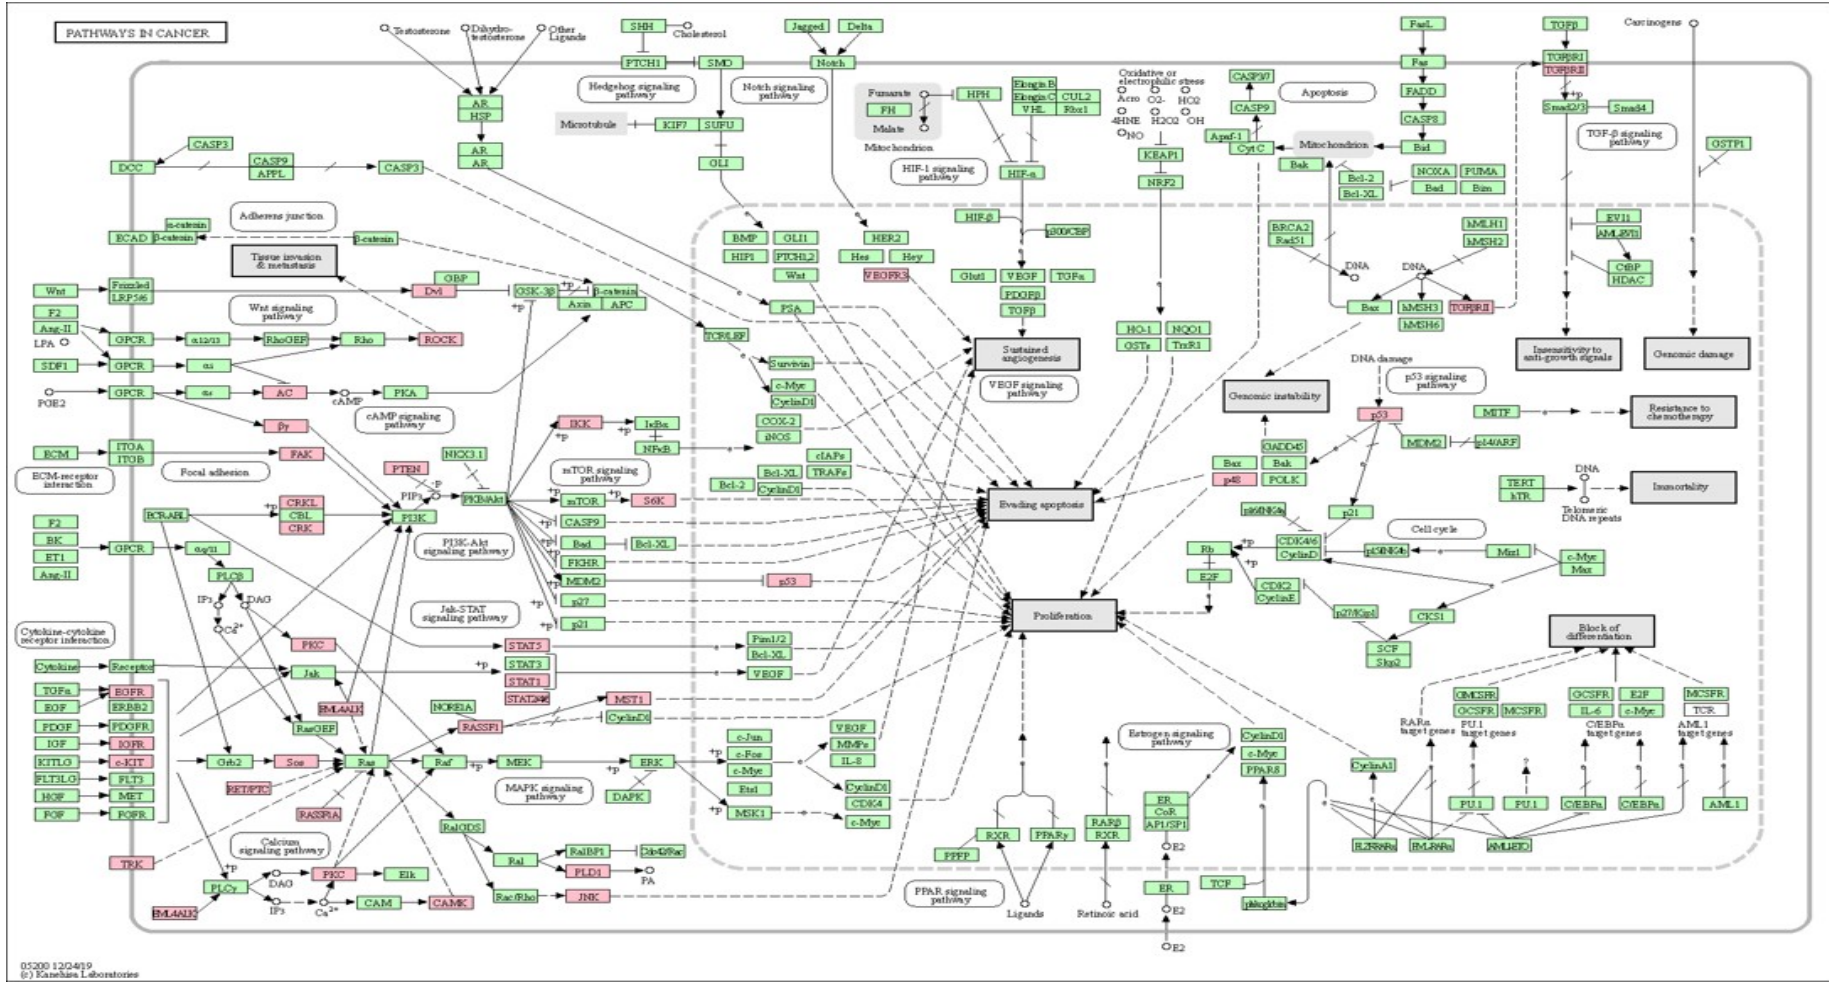 PATHWAYS IN CANCER
Testosterone
Dihydro-
testosterone
Other
Ligands
SHH
Cholesterol
Jagged
Delta
FasL
TGFβ
Carcinogens
PTCH1
SMO
Notch
Fas
TGFβRI
TGFβRII
Hedgehog signaling
pathway
Notch signaling
pathway
Fumarate
FH
Malate
Mitochondrion
HPH
Elongin B
Elongin C
CUL2
VHL
Rbx1
Oxidative or
electrophilic stress
Acro
O2-
HO2
4HNE
H2O2
OH
NO
CASP3/7
CASP9
Apaf-1
CytC
Apoptosis
Mitochondrion
FADD
CASP8
Bid
Smad2/3
Smad4
+p
TGF-β signaling
pathway
GSTP1
AR
HSP
AR
AR
Microtubule
KIF7
SUFU
GLI
HIF-1 signaling
pathway
HIF-α
KEAP1
NRF2
Bak
Bcl-2
Bcl-XL
NOXA
PUMA
Bad
Bim
CASP3
DCC
CASP9
APPL
CASP3
Adherens junction
α-catenin
ECAD
β-catenin
β-catenin
Tissue invasion
& metastasis
BMP
GLI1
HIP1
PTCH1,2
Wnt
HER2
Hes
Hey
VEGFR3
HIF-β
p300/CBP
Glut1
VEGF
TGFα
PDGFβ
TGFβ
BRCA2
Rad51
DNA
hMLH1
hMSH2
DNA
Bax
hMSH3
hMSH6
TGFβRII
EVI1
AML1/EVI1
CtBP
HDAC
Wnt
Frizzled
LRP5/6
GBP
Dvl
GSK-3β
+p
+p
β-catenin
Axin
APC
Wnt signaling
pathway
PSA
TCF/LEF
F2
Ang-II
LPA
GPCR
α12/13
RhoGEF
Rho
ROCK
SDF1
GPCR
αi
PGE2
GPCR
αs
AC
cAMP
PKA
cAMP signaling
pathway
βγ
Survivin
c-Myc
CyclinD1
COX-2
iNOS
HO-1
NQO1
GSTs
TrxR1
Sustained
angiogenesis
VEGF signaling
pathway
Genomic instability
DNA damage
p53 signaling
pathway
p53
Insensitivity to
anti-growth signals
Genomic damage
MITF
Resistance to
chemotherapy
MDM2
p14/ARF
ECM
ITGA
ITGB
FAK
Focal adhesion
ECM-receptor
interaction
PTEN
NKX3.1
PIP3
-p
PKB/Akt
IKK
+p
+p
IκBα
NFκB
mTOR signaling
pathway
mTOR
+p
S6K
cIAPs
Bcl-XL
TRAFs
Bcl-2
CyclinD1
GADD45
Bax
Bak
p48
POLK
Evading apoptosis
TERT
hTR
DNA
Telomeric
DNA repeats
Immortality
BCR-ABL
+p
CRKL
CBL
CRK
PI3K
PI3K-Akt
signaling pathway
+p
CASP9
Bad
Bcl-XL
FKHR
MDM2
p53
p27
p21
+p
F2
BK
ET1
Ang-II
GPCR
αq/11
PLCβ
IP3
DAG
Ca2+
p16/INK4a
p21
Cell cycle
Rb
+p
CDK4/6
CyclinD
p15/INK4b
Miz1
c-Myc
Max
E2F
+p
CDK2
CyclinE
p27/Kip1
CKS1
SCF
Skp2
Proliferation
Block of
differentiation
Jak-STAT
signaling pathway
Cytokine-cytokine
receptor interaction
Cytokine
Receptor
PKC
Jak
+p
STAT5
STAT3
STAT1
Pim1/2
Bcl-XL
VEGF
TGFα
EGFR
EGF
ERBB2
PDGF
PDGFR
IGF
IGFR
KITLG
c-KIT
FLT3LG
FLT3
HGF
MET
FGF
FGFR
EML4-ALK
RasGEF
NORE1A
RASSF1
MST1
CyclinD1
Grb2
Sos
Ras
Raf
+p
MEK
ERK
DAPK
MAPK signaling
pathway
RET/PTC
RASSF1A
+p
c-Jun
c-Fos
c-Myc
Ets1
+p
MSK1
VEGF
MMPs
IL-8
CyclinD1
CDK4
c-Myc
TRK
Calcium
signaling pathway
+p
PLCγ
DAG
IP3
PKC
Ca2+
Elk
CAM
CAMK
EML4-ALK
RalGDS
Ral
RalBP1
Cdc42/Rac
PLD1
PA
Rac/Rho
JNK
Estrogen signaling
pathway
CyclinD1
c-Myc
PPARδ
CyclinA1
RXR
PPARγ
RARβ
RXR
PPFP
PPAR signaling
pathway
Ligands
Retinoic acid
ER
CoR
AP1/SP1
E2
ER
E2
E2
TCF
GMCSFR
GCSFR
MCSFR
GCSFR
E2F
IL-6
c-Myc
MCSFR
TCR
RARα
target genes
PU.1
target genes
C/EBPα
target genes
AML1
target genes
?
PU.1
PU.1
C/EBPα
C/EBPα
AML1
PLZF-RARα
PML-RARα
AML1-ETO
05200 12/24/19
(c) Kanehisa Laboratories